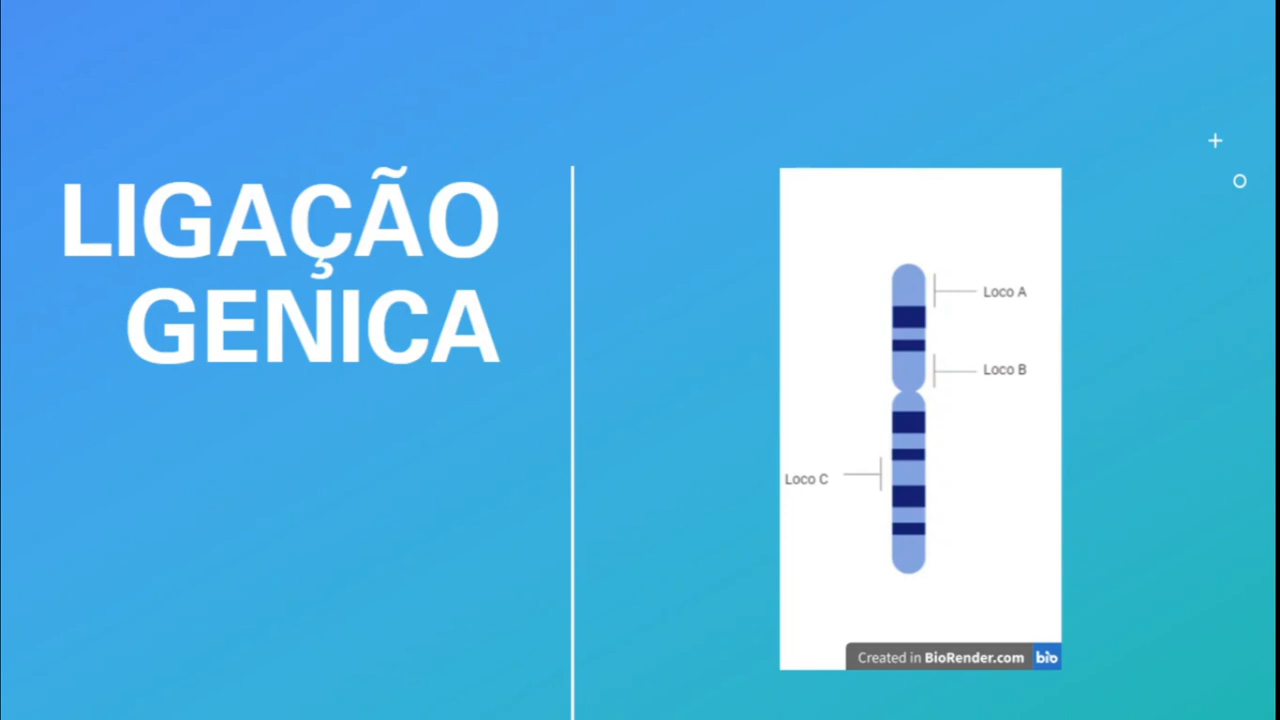 LIGAÇÃO
GENICA
Loco A
Loco B
Loco C
Created in BioRender.com bio